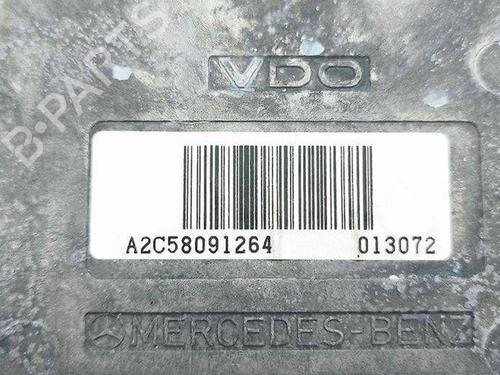 VDO
B-PARTS
A2C58091264 013072
MERCEDES-BENZ